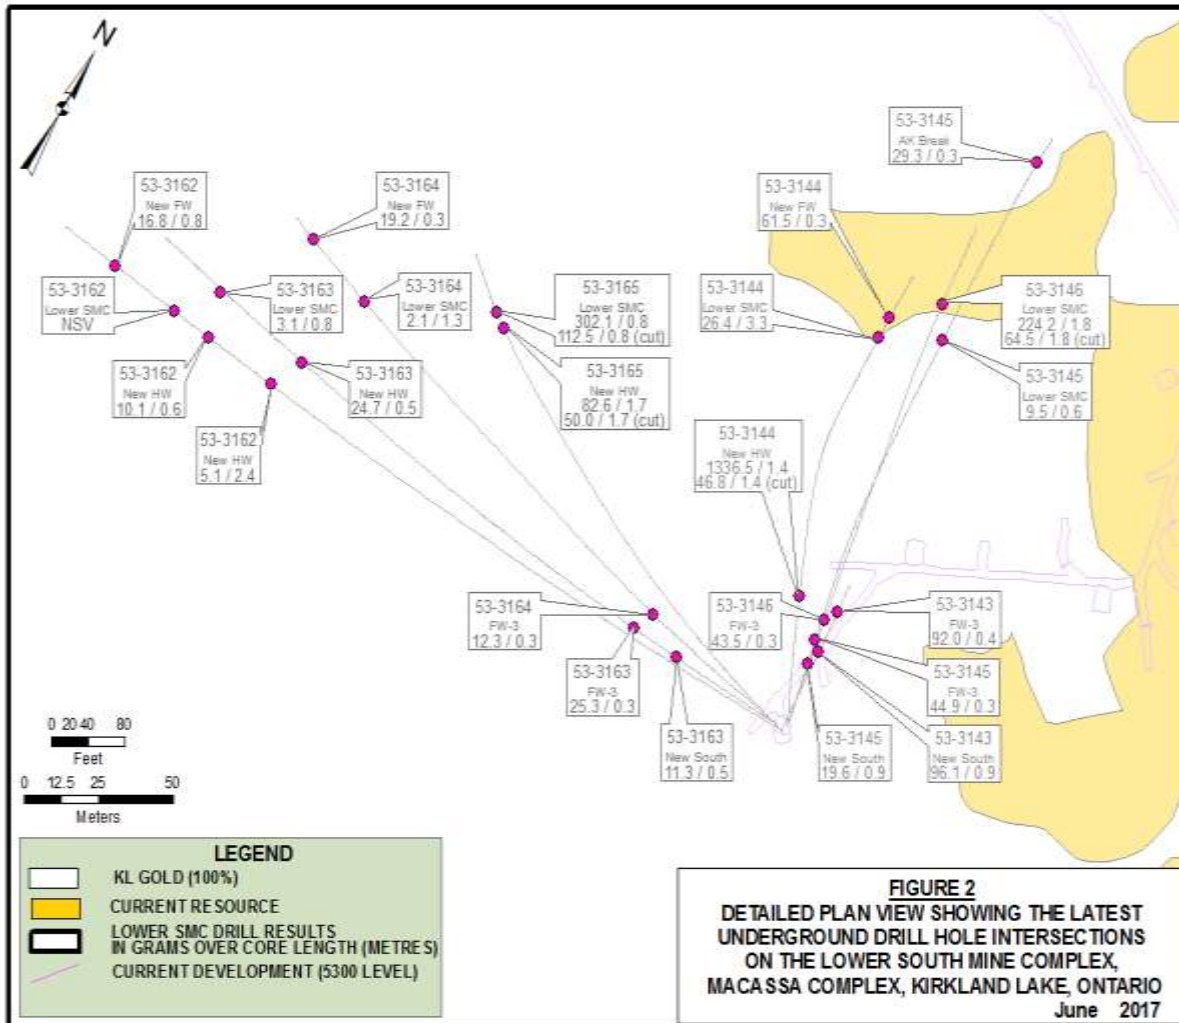 N
53-3145
AK Break
29.3 / 0.3
53-3162
New FW
16.8 / 0.8
53-3164
New FW
19.2 / 0.3
53-3144
New FW
61.5 / 0.3
53-3162
Lower SMC
NSV
53-3163
Lower SMC
3.1 / 0.8
53-3164
Lower SMC
2.1 / 1.3
53-3165
Lower SMC
302.1 / 0.8
112.5 / 0.8 (cut)
53-3144
Lower SMC
26.4 / 3.3
53-3146
Lower SMC
224.2 / 1.8
64.5 / 1.8 (cut)
53-3162
New HW
10.1 / 0.6
53-3163
New HW
24.7 / 0.5
53-3165
New HW
82.6 / 1.7
50.0 / 1.7 (cut)
53-3145
Lower SMC
9.5 / 0.6
53-3162
New HW
5.1 / 2.4
53-3144
New HW
1336.5 / 1.4
46.8 / 1.4 (cut)
53-3164
FW-3
12.3 / 0.3
53-3146
FW-3
43.5 / 0.3
53-3143
FW-3
92.0 / 0.4
53-3163
FW-3
25.3 / 0.3
53-3145
FW-3
44.9 / 0.3
53-3163
New South
11.3 / 0.5
53-3145
New South
19.6 / 0.9
53-3143
New South
96.1 / 0.9
0 20 40 80
Feet
0 12.5 25 50
Meters
LEGEND
KL GOLD (100%)
CURRENT RESOURCE
LOWER SMC DRILL RESULTS
IN GRAMS OVER CORE LENGTH (METRES)
CURRENT DEVELOPMENT (5300 LEVEL)
FIGURE 2
DETAILED PLAN VIEW SHOWING THE LATEST
UNDERGROUND DRILL HOLE INTERSECTIONS
ON THE LOWER SOUTH MINE COMPLEX,
MACASSA COMPLEX, KIRKLAND LAKE, ONTARIO
June 2017